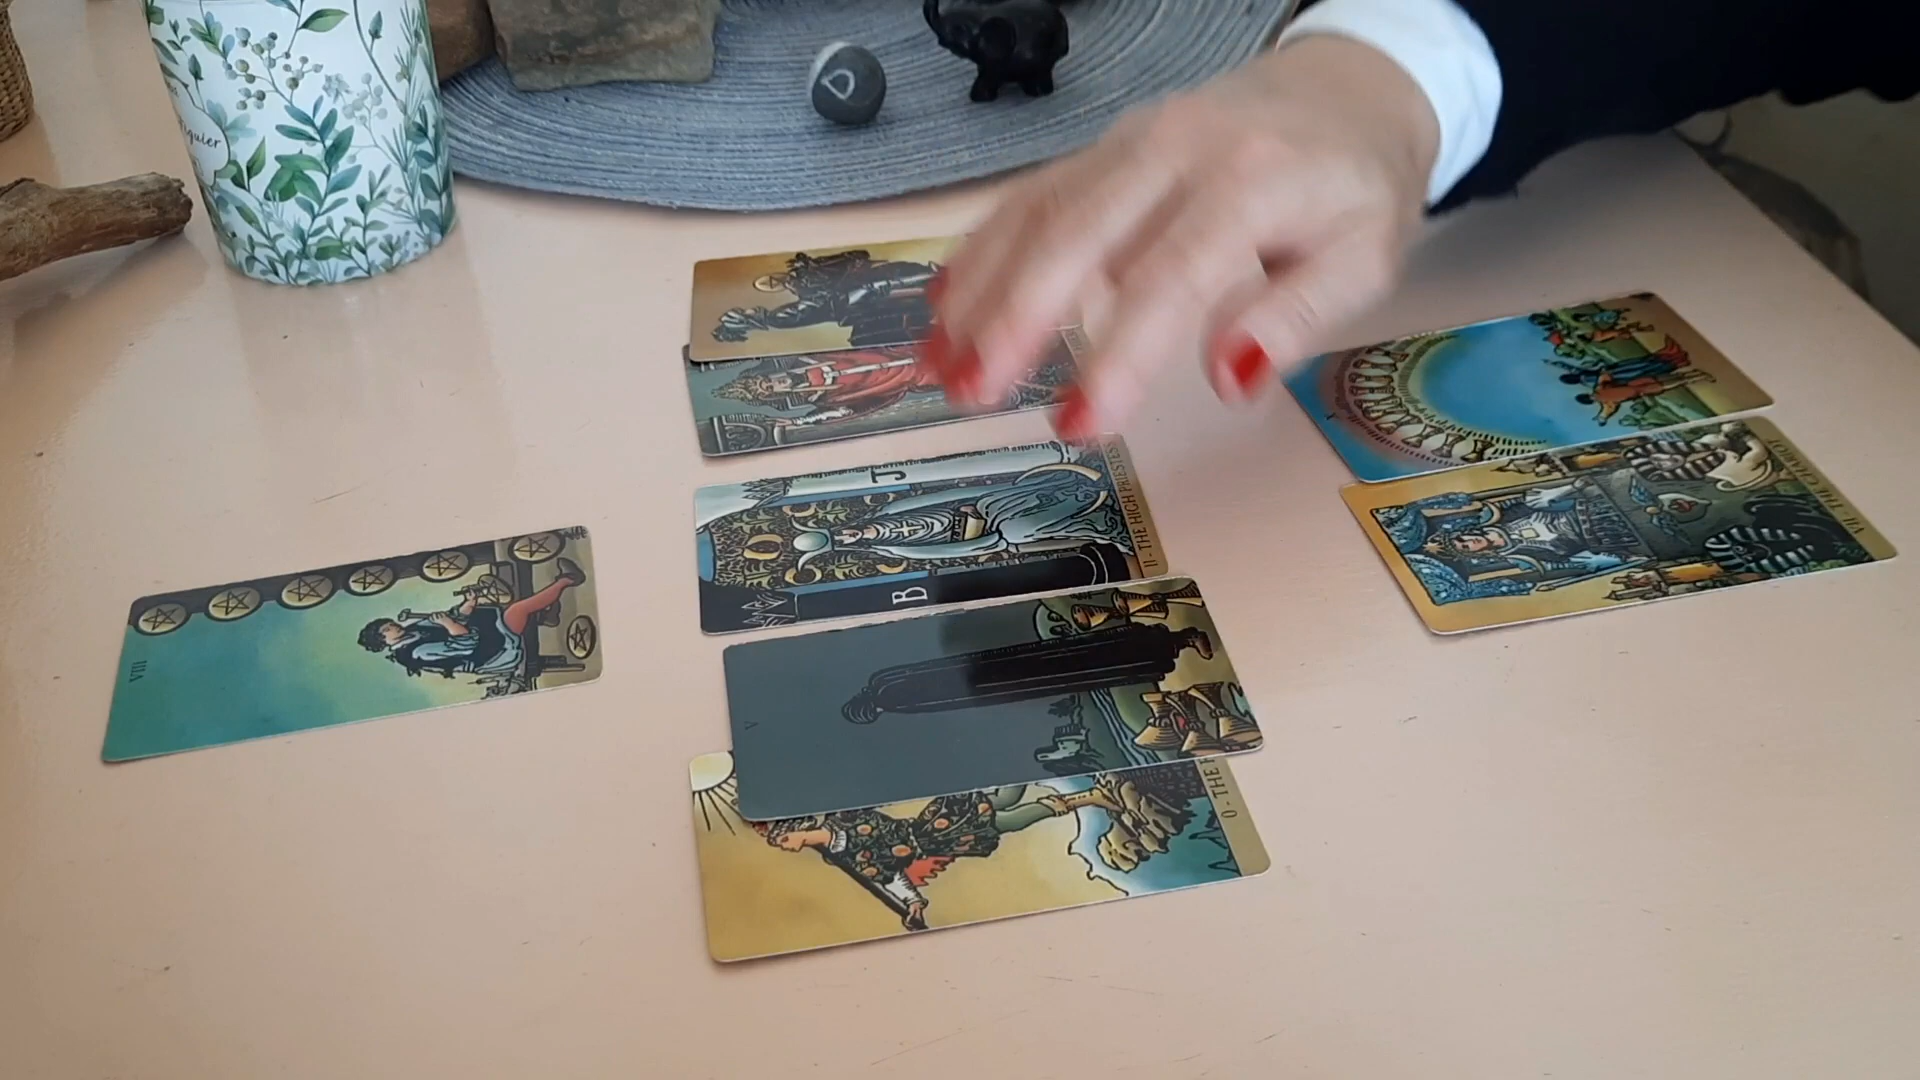 J
B
II - THE HIGH PRIESTESS
VII - THE CHARIOT
VIII
V
0 - THE
X